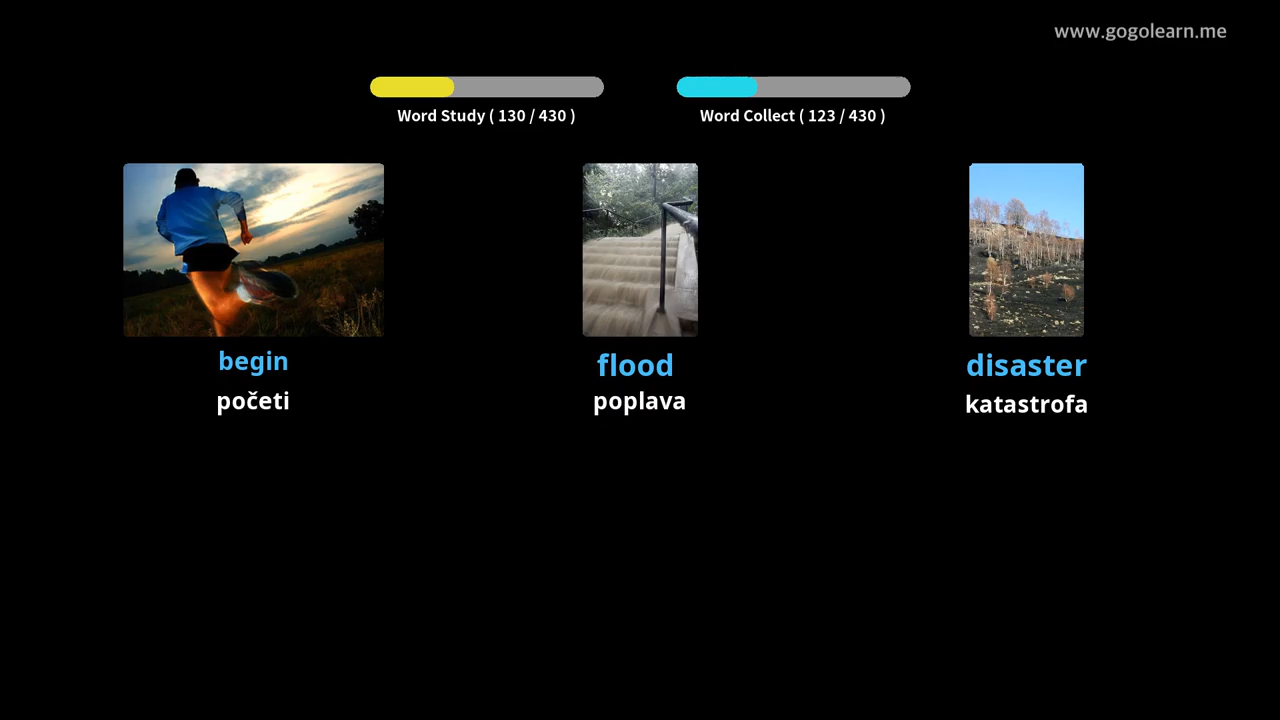 www.gogolearn.me
Word Study ( 130 / 430 )
Word Collect ( 123 / 430 )
begin
flood
disaster
početi
poplava
katastrofa